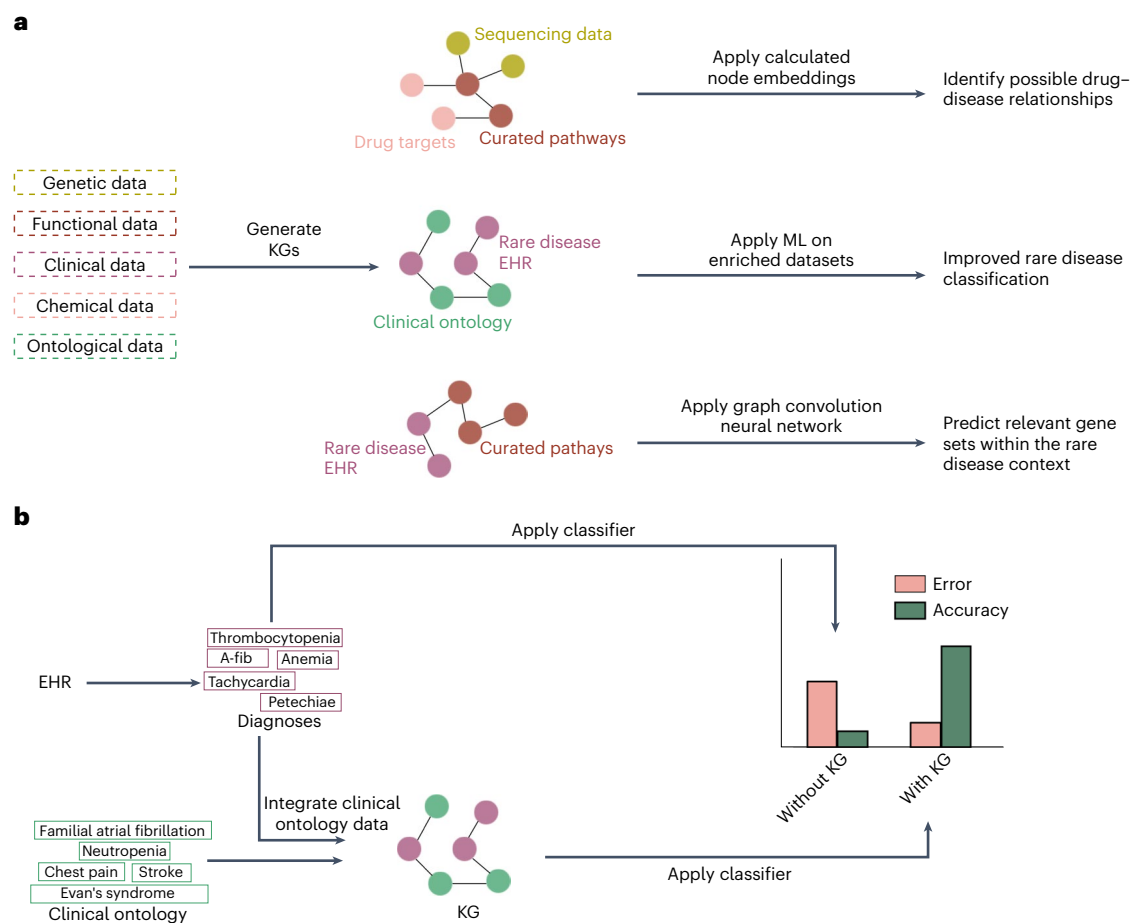 a
Sequencing data
Drug targets
Curated pathways
Apply calculated
node embeddings
Identify possible drug–
disease relationships
Genetic data
Functional data
Clinical data
Chemical data
Ontological data
Generate
KGs
Rare disease
EHR
Clinical ontology
Apply ML on
enriched datasets
Improved rare disease
classification
Rare disease
EHR
Curated pathays
Apply graph convolution
neural network
Predict relevant gene
sets within the rare
disease context
b
Apply classifier
EHR
Thrombocytopenia
A-fib
Anemia
Tachycardia
Petechiae
Diagnoses
Integrate clinical
ontology data
Familial atrial fibrillation
Neutropenia
Chest pain
Stroke
Evan's syndrome
Clinical ontology
KG
Apply classifier
Error
Accuracy
Without KG
With KG